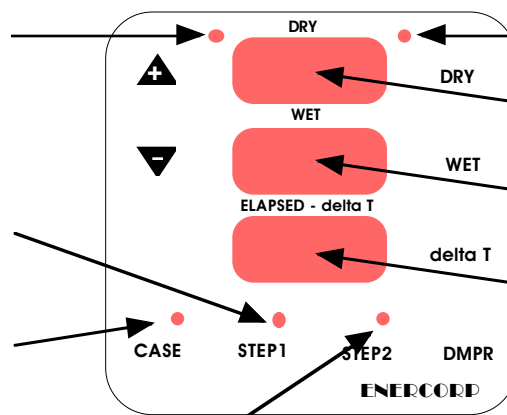 DRY
+
DRY
WET
–
WET
ELAPSED - delta T
delta T
CASE STEP1 STEP2 DMPR
ENERCORP